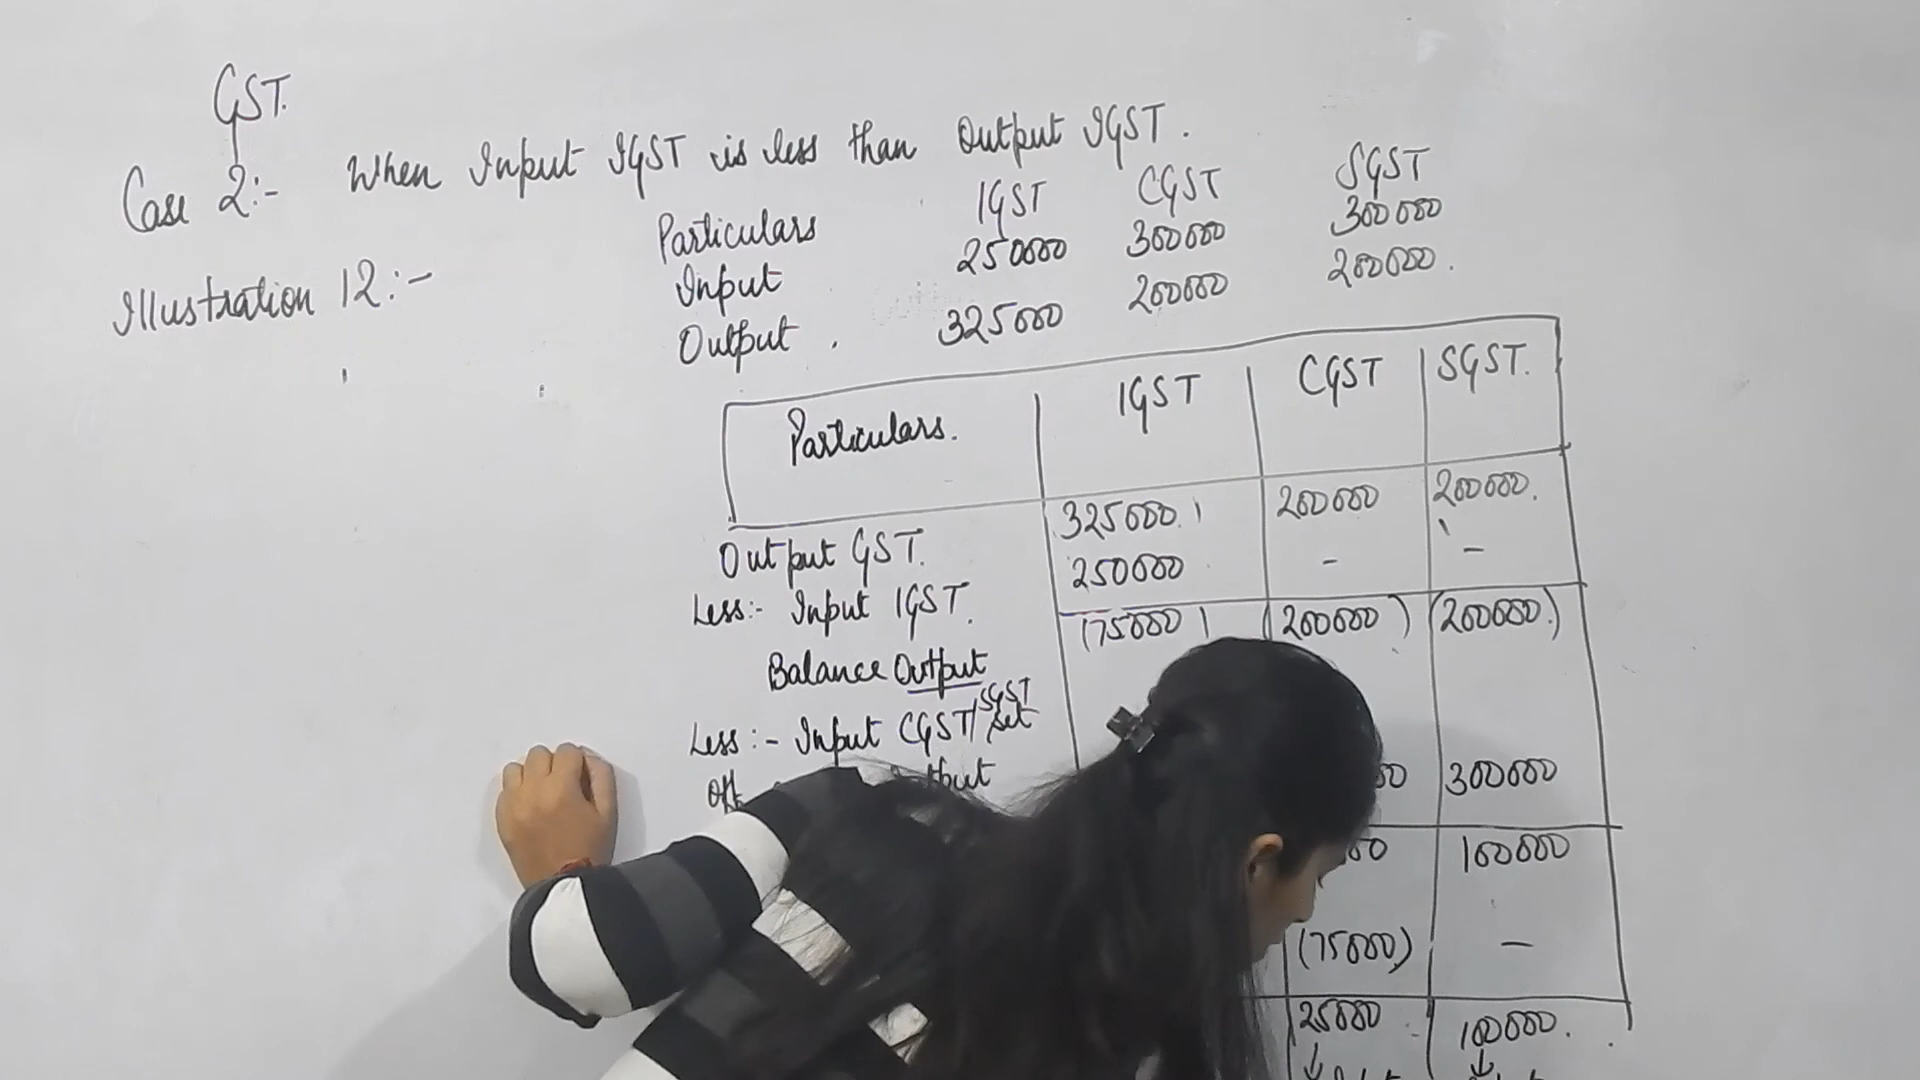 GST.
Case 2:- When Input IGST is less than Output IGST.
Illustration 12:-
Particulars IGST CGST SGST
Input 250000 300000 300000
Output . 325000 200000 200000.
Particulars. IGST CGST SGST.
Output GST. 325000. 200000 200000.
Less:- Input IGST. 250000 - -
Balance Output (75000) (200000) (200000.)
Less:- Input CGST/SGST set
off 300000
100000
(75000) -
25000 100000.